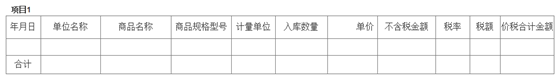 项目1
年月日 单位名称 商品名称 商品规格型号 计量单位 入库数量 单价 不含税金额 税率 税额 价税合计金额
合计